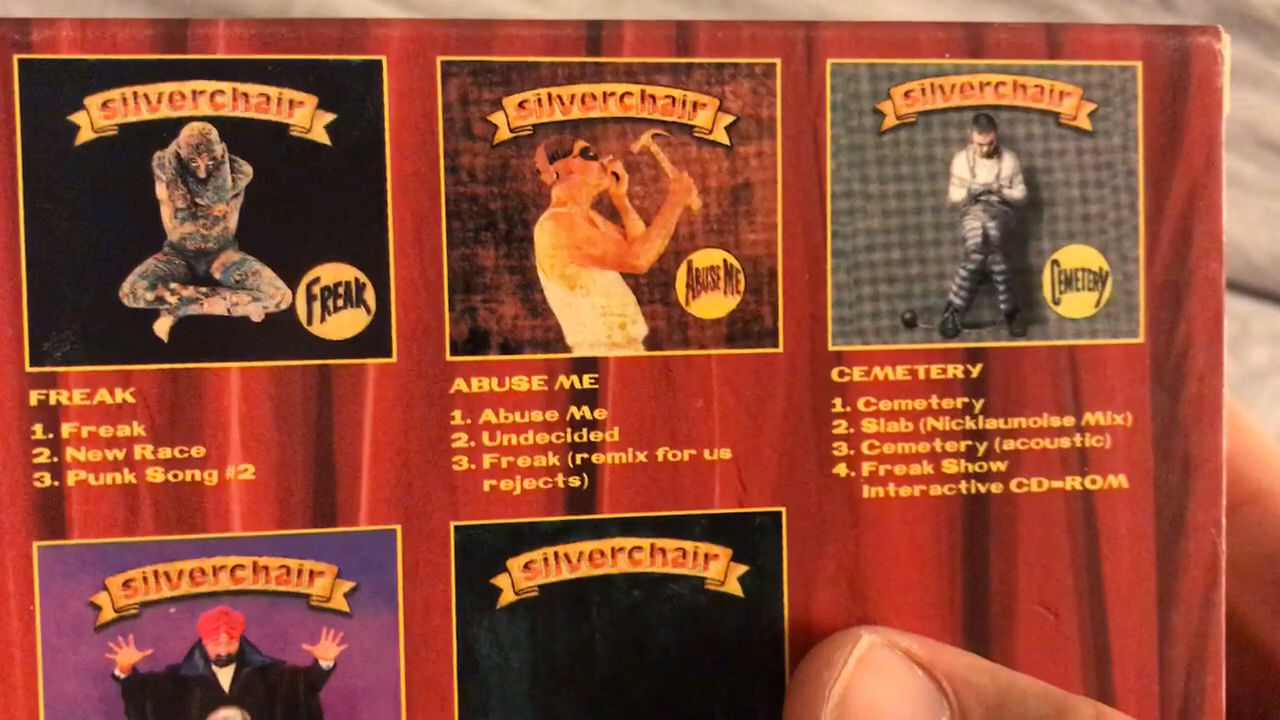 silverchair
FREAK
silverchair
ABUSE ME
silverchair
CEMETERY
FREAK
1. Freak
2. New Race
3. Punk Song #2
ABUSE ME
1. Abuse Me
2. Undecided
3. Freak (remix for us
rejects)
CEMETERY
1. Cemetery
2. Slab (Nicklaunoise Mix)
3. Cemetery (acoustic)
4. Freak Show
Interactive CD=ROM
silverchair
silverchair